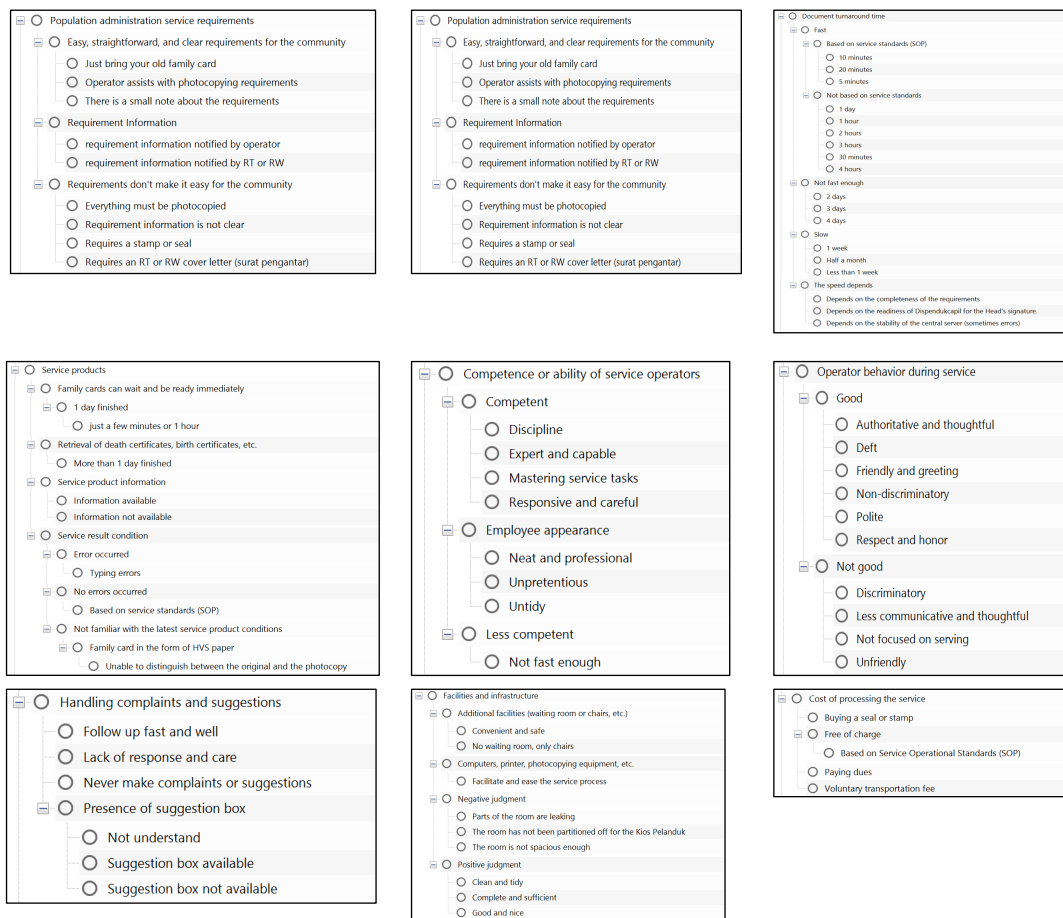 Population administration service requirements
Easy, straightforward, and clear requirements for the community
Just bring your old family card
Operator assists with photocopying requirements
There is a small note about the requirements
Requirement Information
requirement information notified by operator
requirement information notified by RT or RW
Requirements don't make it easy for the community
Everything must be photocopied
Requirement information is not clear
Requires a stamp or seal
Requires an RT or RW cover letter (surat pengantar)
Population administration service requirements
Easy, straightforward, and clear requirements for the community
Just bring your old family card
Operator assists with photocopying requirements
There is a small note about the requirements
Requirement Information
requirement information notified by operator
requirement information notified by RT or RW
Requirements don't make it easy for the community
Everything must be photocopied
Requirement information is not clear
Requires a stamp or seal
Requires an RT or RW cover letter (surat pengantar)
Document turnaround time
Fast
Based on service standards (SOP)
10 minutes
20 minutes
5 minutes
Not based on service standards
1 day
1 hour
2 hours
3 hours
30 minutes
4 hours
Not fast enough
2 days
3 days
4 days
Slow
1 week
Half a month
Less than 1 week
The speed depends
Depends on the completeness of the requirements
Depends on the readiness of Dispendukcapil for the Head's signature.
Depends on the stability of the central server (sometimes errors)
Service products
Family cards can wait and be ready immediately
1 day finished
just a few minutes or 1 hour
Retrieval of death certificates, birth certificates, etc.
More than 1 day finished
Service product information
Information available
Information not available
Service result condition
Error occurred
Typing errors
No errors occurred
Based on service standards (SOP)
Not familiar with the latest service product conditions
Family card in the form of HVS paper
Unable to distinguish between the original and the photocopy
Competence or ability of service operators
Competent
Discipline
Expert and capable
Mastering service tasks
Responsive and careful
Employee appearance
Neat and professional
Unpretentious
Untidy
Less competent
Not fast enough
Operator behavior during service
Good
Authoritative and thoughtful
Deft
Friendly and greeting
Non-discriminatory
Polite
Respect and honor
Not good
Discriminatory
Less communicative and thoughtful
Not focused on serving
Unfriendly
Handling complaints and suggestions
Follow up fast and well
Lack of response and care
Never make complaints or suggestions
Presence of suggestion box
Not understand
Suggestion box available
Suggestion box not available
Facilities and infrastructure
Additional facilities (waiting room or chairs, etc.)
Convenient and safe
No waiting room, only chairs
Computers, printer, photocopying equipment, etc.
Facilitate and ease the service process
Negative judgment
Parts of the room are leaking
The room has not been partitioned off for the Kios Pelanduk
The room is not spacious enough
Positive judgment
Clean and tidy
Complete and sufficient
Good and nice
Cost of processing the service
Buying a seal or stamp
Free of charge
Based on Service Operational Standards (SOP)
Paying dues
Voluntary transportation fee